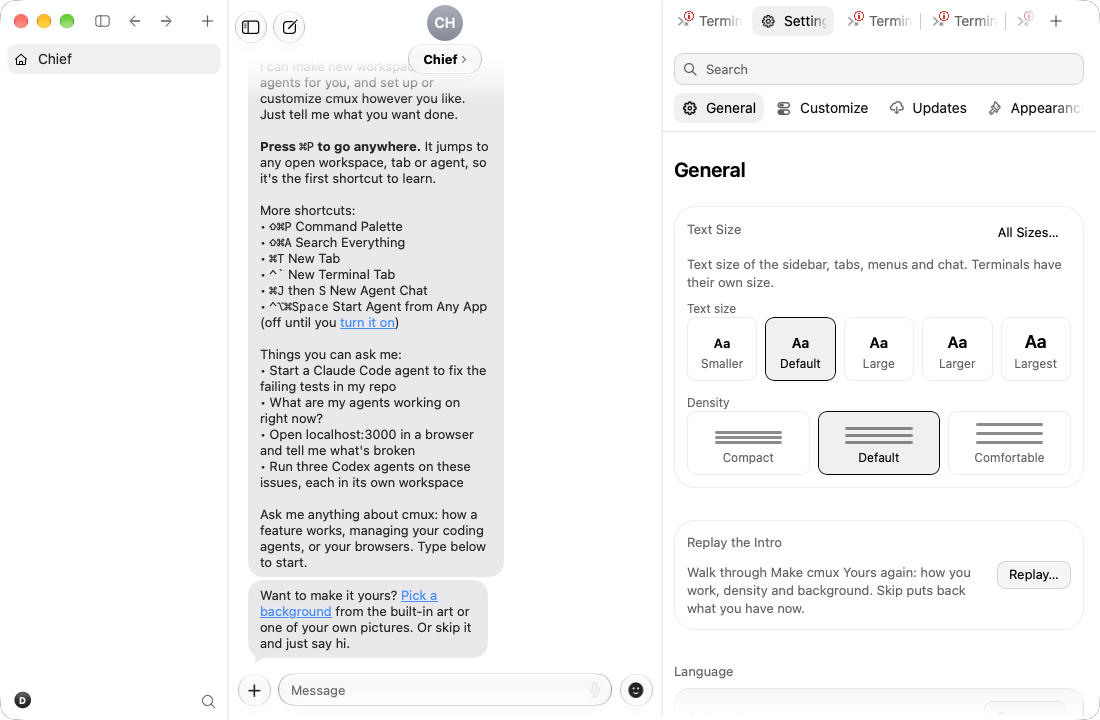 Chief
D
CH
Chief
I can make new workspa
agents for you, and set up or
customize cmux however you like.
Just tell me what you want done.
Press ⌘P to go anywhere. It jumps to
any open workspace, tab or agent, so
it's the first shortcut to learn.
More shortcuts:
• ⇧⌘P Command Palette
• ⇧⌘A Search Everything
• ⌘T New Tab
• ^` New Terminal Tab
• ⌘J then S New Agent Chat
• ^⌥⌘Space Start Agent from Any App
(off until you turn it on)
Things you can ask me:
• Start a Claude Code agent to fix the
failing tests in my repo
• What are my agents working on
right now?
• Open localhost:3000 in a browser
and tell me what's broken
• Run three Codex agents on these
issues, each in its own workspace
Ask me anything about cmux: how a
feature works, managing your coding
agents, or your browsers. Type below
to start.
Want to make it yours? Pick a
background from the built-in art or
one of your own pictures. Or skip it
and just say hi.
Message
Termin
Setting
Termin
Termin
Search
General
Customize
Updates
Appearanc
General
Text Size
All Sizes...
Text size of the sidebar, tabs, menus and chat. Terminals have
their own size.
Text size
Aa Aa Aa Aa Aa
Smaller Default Large Larger Largest
Density
Compact Default Comfortable
Replay the Intro
Walk through Make cmux Yours again: how you
work, density and background. Skip puts back
what you have now.
Replay...
Language